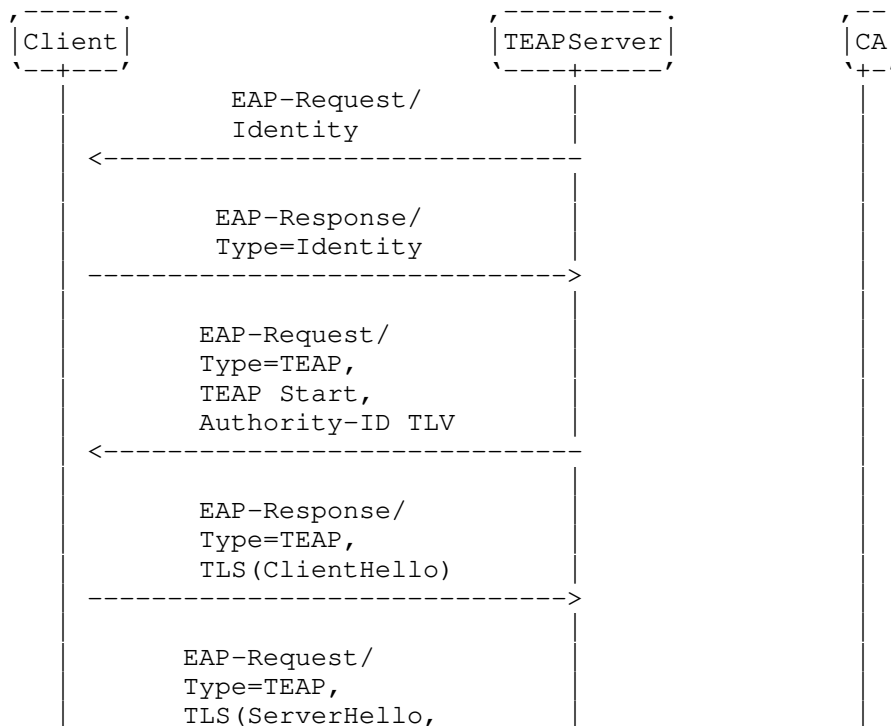 Client TEAPServer CA
EAP-Request/
Identity
EAP-Response/
Type=Identity
EAP-Request/
Type=TEAP,
TEAP Start,
Authority-ID TLV
EAP-Response/
Type=TEAP,
TLS(ClientHello)
EAP-Request/
Type=TEAP,
TLS(ServerHello,